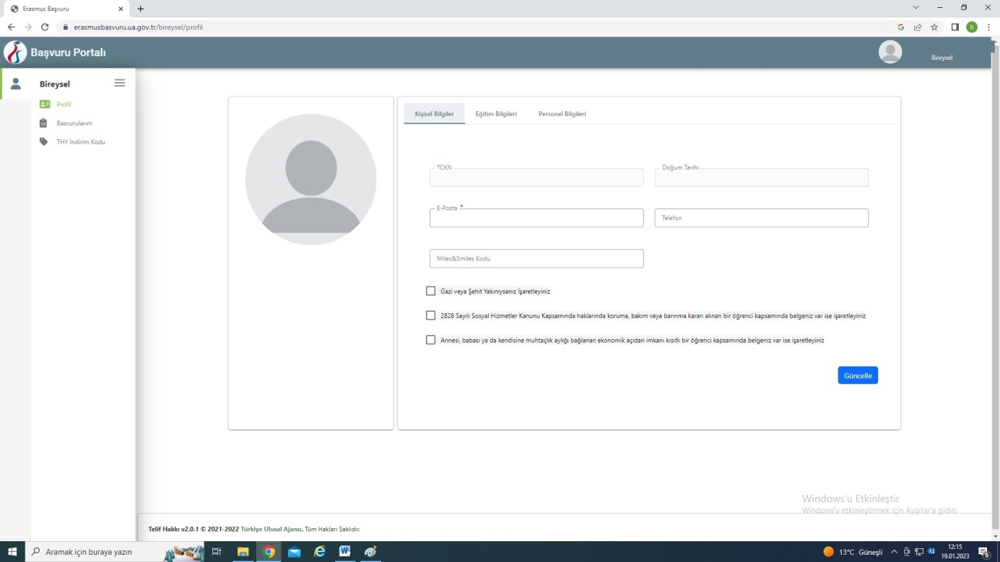 Erasmus Başvuru
erasmusbasvuru.ua.gov.tr/bireysel/profil
h
Başvuru Portalı
Bireysel
Bireysel
Profil
Basvurularım
THY İndirim Kodu
Kişisel Bilgiler
Eğitim Bilgileri
Personel Bilgileri
TCKN
Doğum Tarihi
E-Posta *
Telefon
Miles&Smiles Kodu
Gazi veya Şehit Yakınıysanız İşaretleyiniz
2828 Sayılı Sosyal Hizmetler Kanunu Kapsamında haklarında koruma, bakım veya barınma kararı alınan bir öğrenci kapsamında belgeniz var ise işaretleyiniz
Annesi, babası ya da kendisine muhtaçlık aylığı bağlanan ekonomik açıdan imkanı kısıtlı bir öğrenci kapsamında belgeniz var ise işaretleyiniz
Güncelle
Windows'u Etkinleştir
Windows'u etkinleştirmek için Ayarlar'a gidin.
Telif Hakkı v2.0.1 © 2021-2022 Türkiye Ulusal Ajansı. Tüm Hakları Saklıdır.
Aramak için buraya yazın
13°C Güneşli
12:15
19.01.2023
6